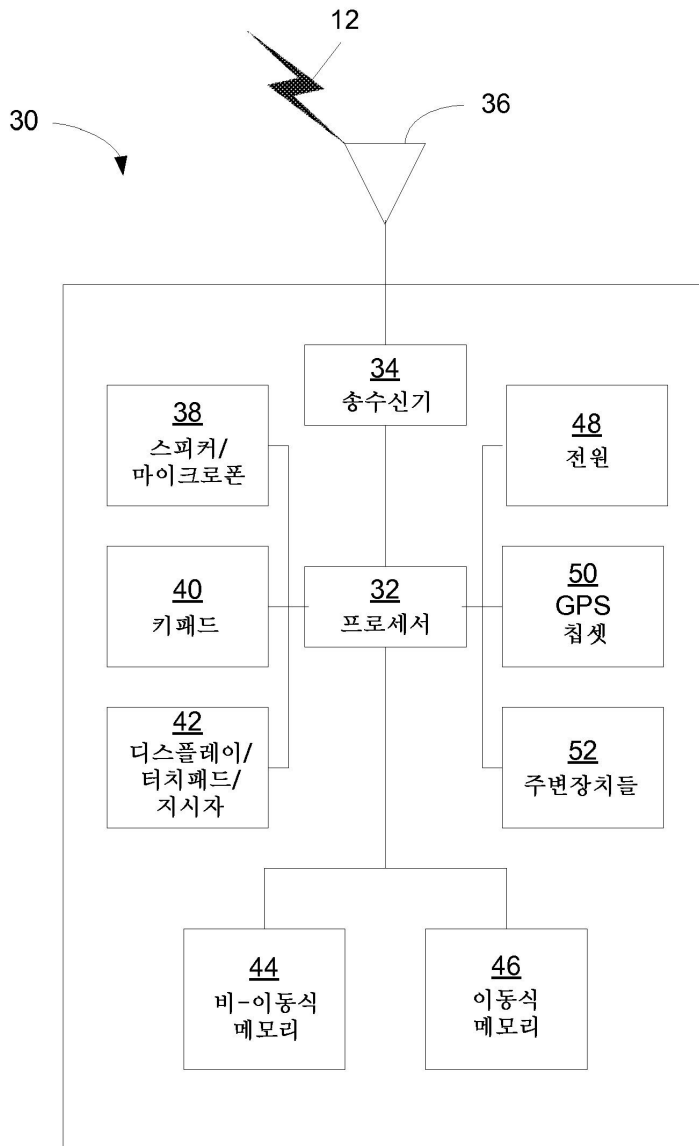 12
36
30
34
송수신기
38
스피커/
마이크로폰
48
전원
40
키패드
32
프로세서
50
GPS
칩셋
42
디스플레이/
터치패드/
지시자
52
주변장치들
44
비-이동식
메모리
46
이동식
메모리